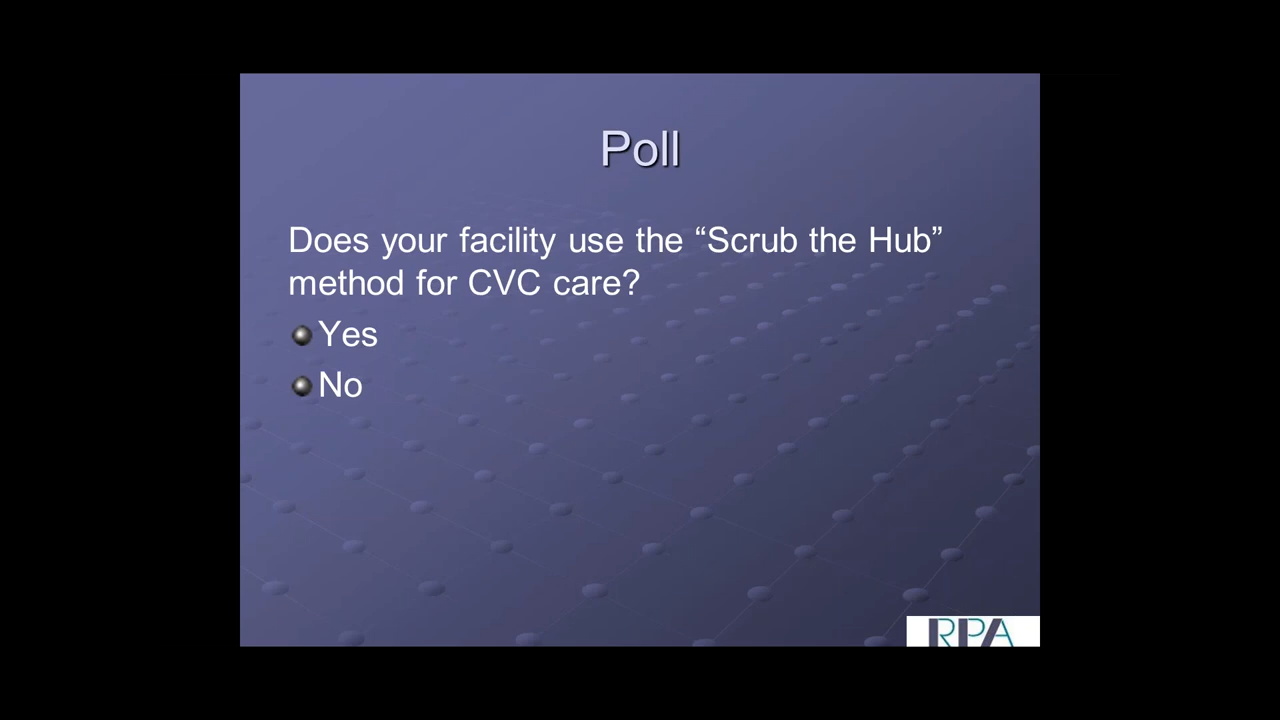 Poll
Does your facility use the “Scrub the Hub”
method for CVC care?
Yes
No
RPA